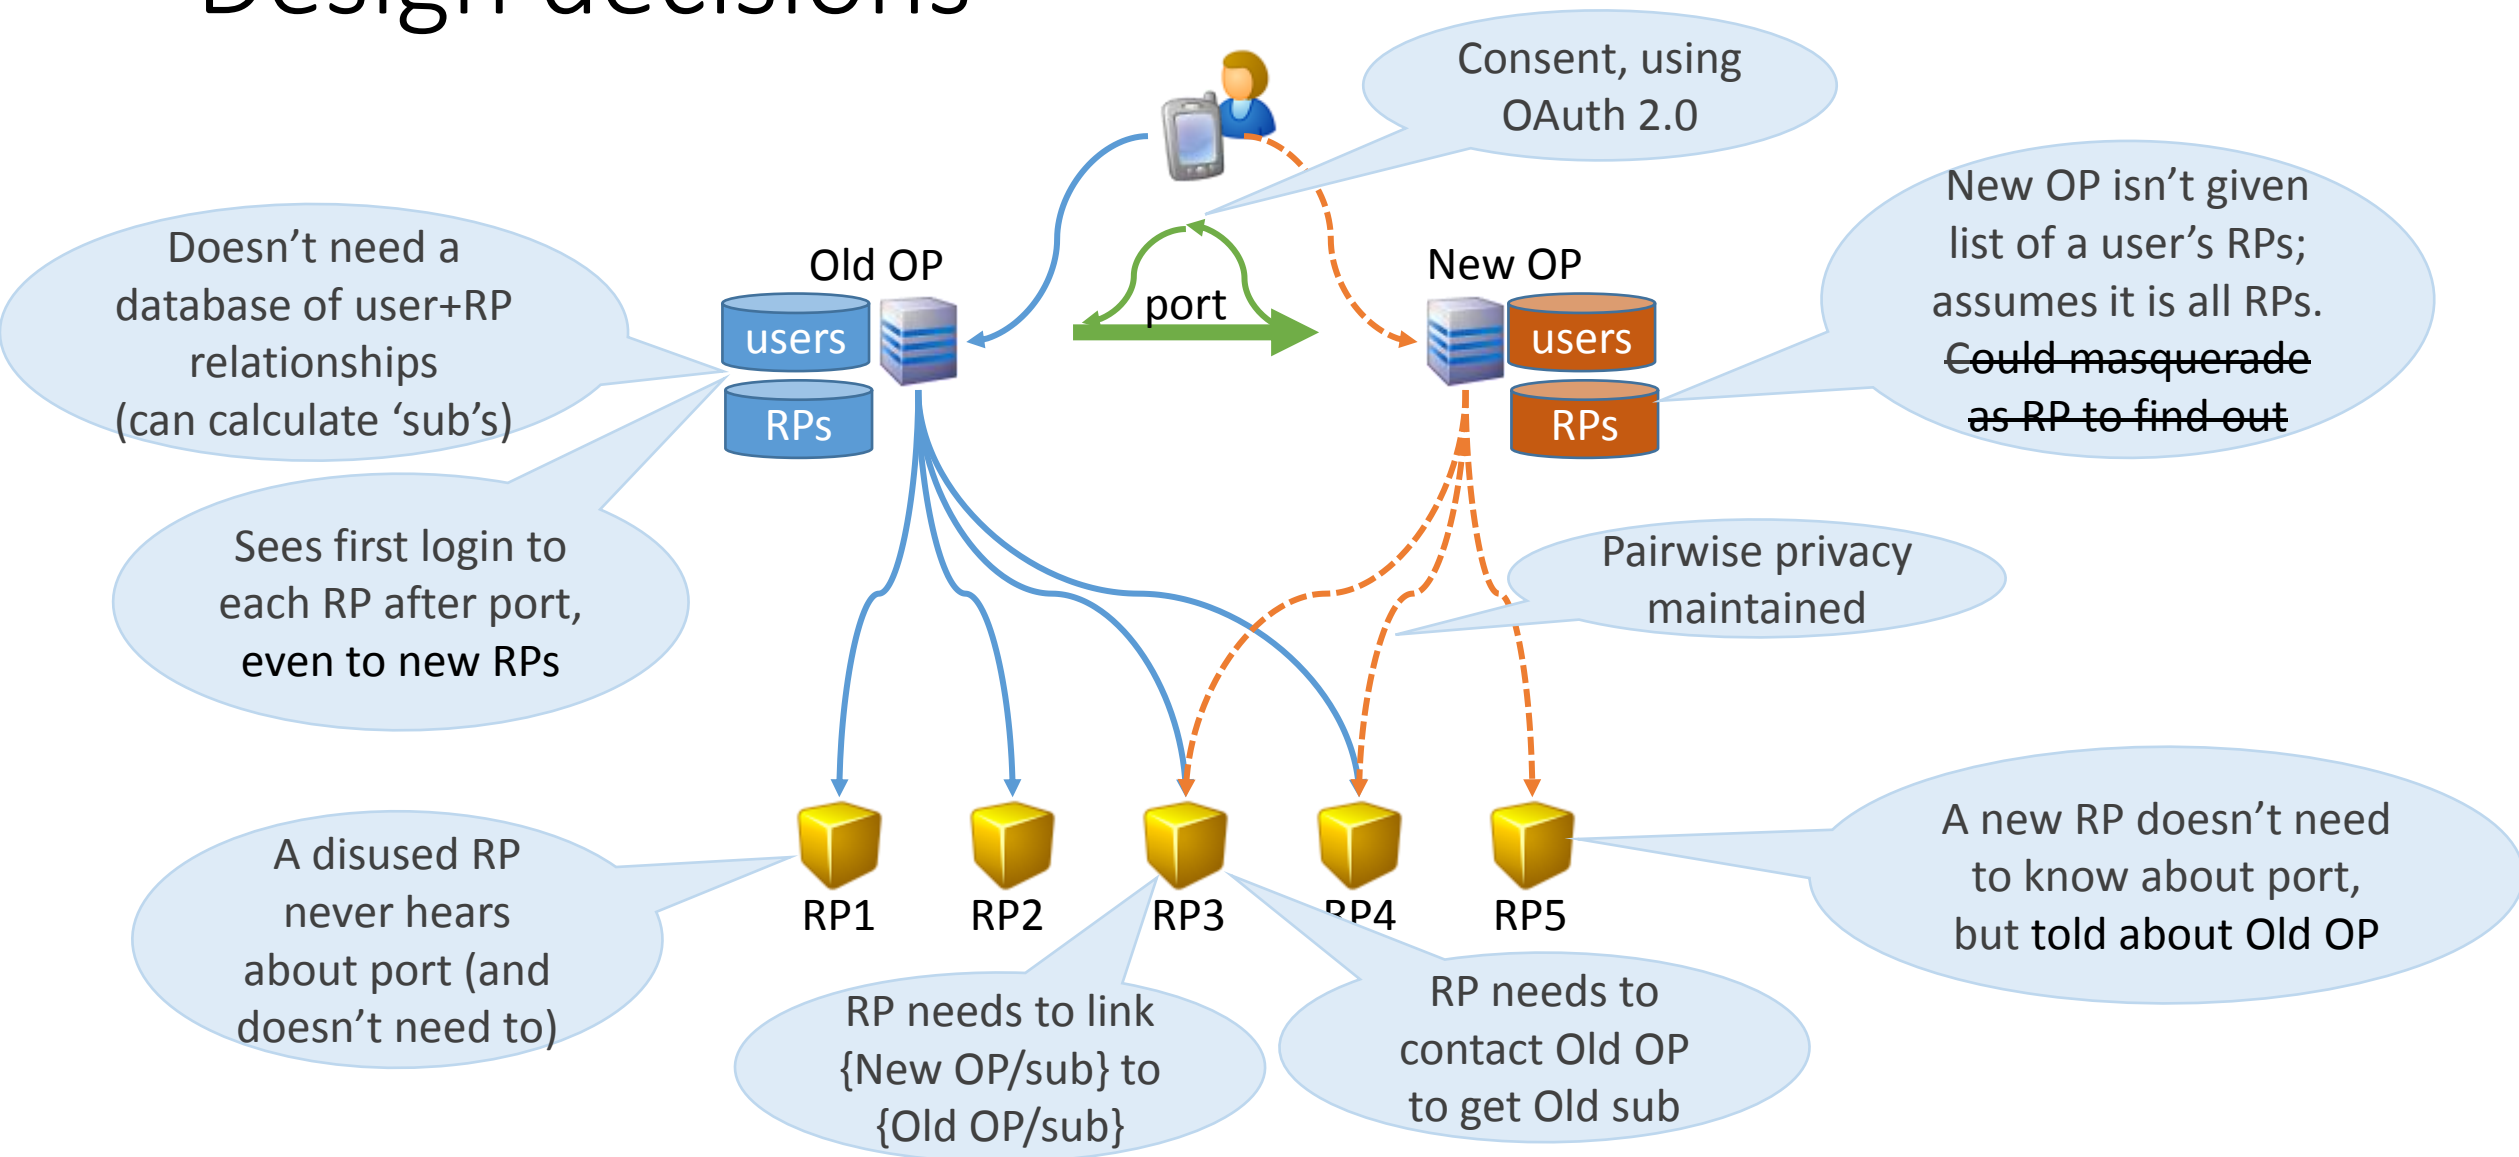 Design decisions
Consent, using
OAuth 2.0
New OP isn’t given
list of a user’s RPs;
assumes it is all RPs.
Could masquerade
as RP to find out
Doesn’t need a
database of user+RP
relationships
(can calculate ‘sub’s)
Old OP
users
RPs
port
New OP
users
RPs
Sees first login to
each RP after port,
even to new RPs
Pairwise privacy
maintained
A disused RP
never hears
about port (and
doesn’t need to)
RP1
RP2
RP3
RP4
RP5
A new RP doesn’t need
to know about port,
but told about Old OP
RP needs to link
{New OP/sub} to
{Old OP/sub}
RP needs to
contact Old OP
to get Old sub